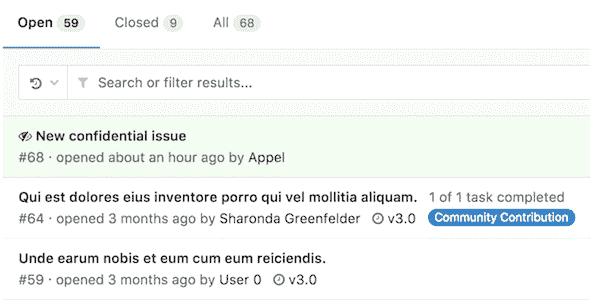 Open 59 Closed 9 All 68
Search or filter results...
New confidential issue
#68 · opened about an hour ago by Appel
Qui est dolores eius inventore porro qui vel mollitia aliquam. 1 of 1 task completed
#64 · opened 3 months ago by Sharonda Greenfelder v3.0 Community Contribution
Unde earum nobis et eum cum eum reiciendis.
#59 · opened 3 months ago by User 0 v3.0